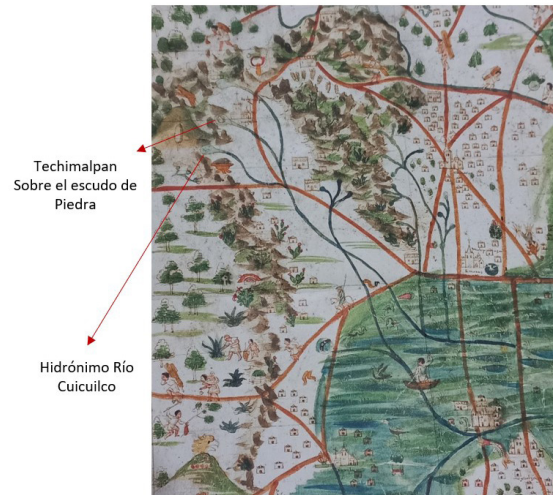 Techimalpan
Sobre el escudo de
Piedra
Hidrónimo Río
Cuicuilco